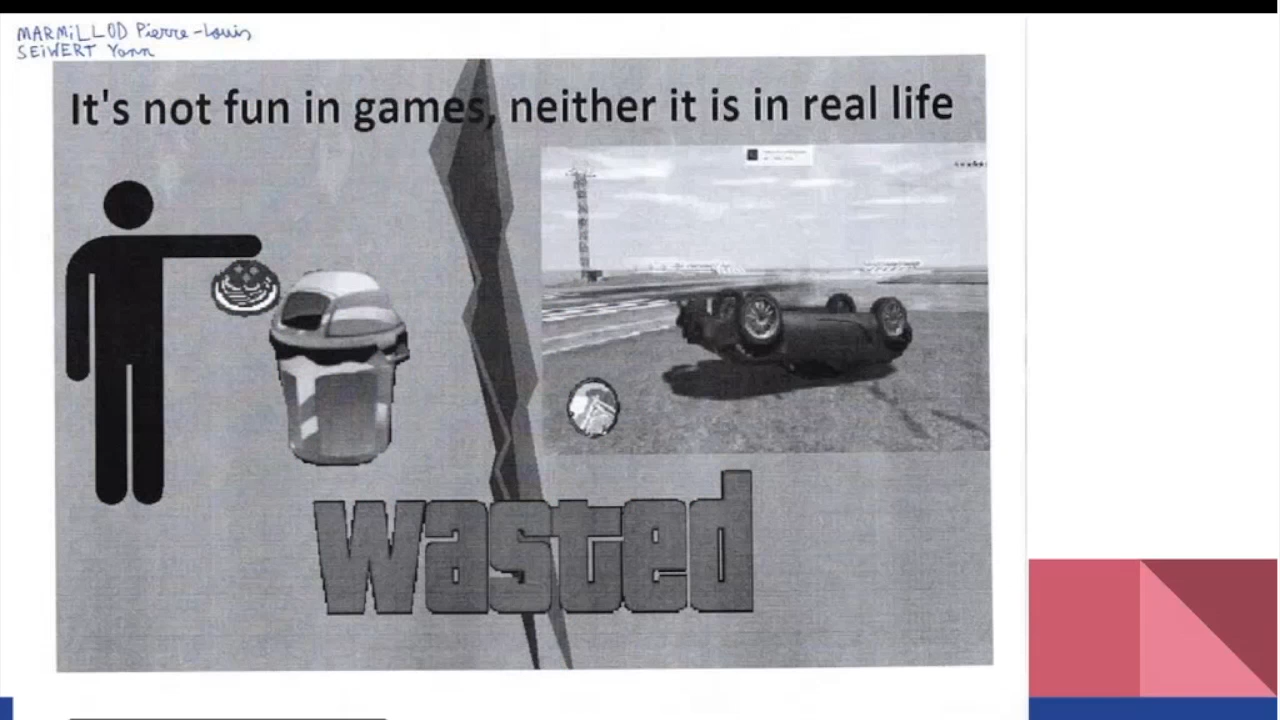 MARMILLOD Pierre-Louis
SEIWERT Yann
It's not fun in games, neither it is in real life
wasted